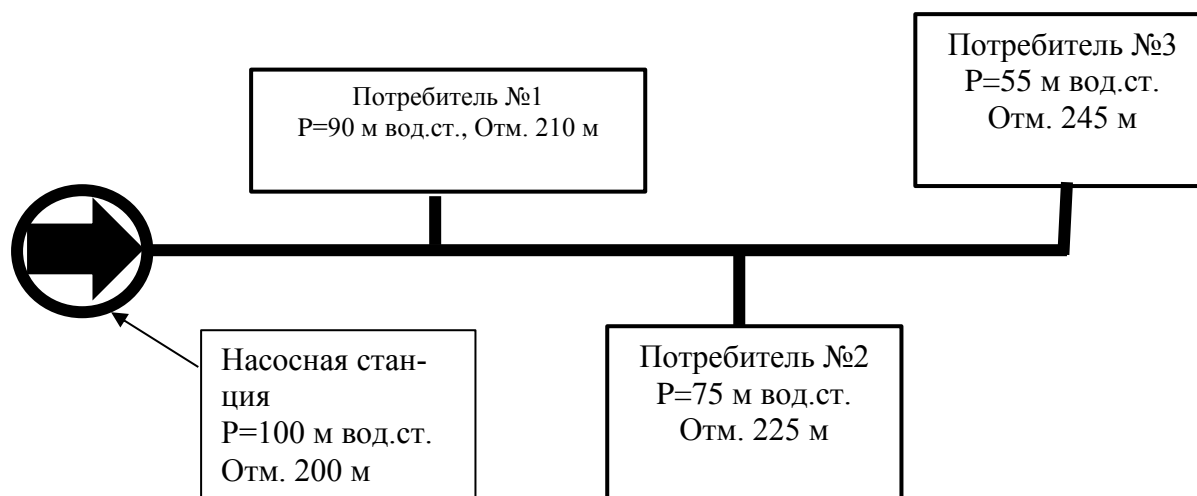 Потребитель №3
Р=55 м вод.ст.
Отм. 245 м
Потребитель №1
Р=90 м вод.ст., Отм. 210 м
Насосная стан-
ция
Р=100 м вод.ст.
Отм. 200 м
Потребитель №2
Р=75 м вод.ст.
Отм. 225 м